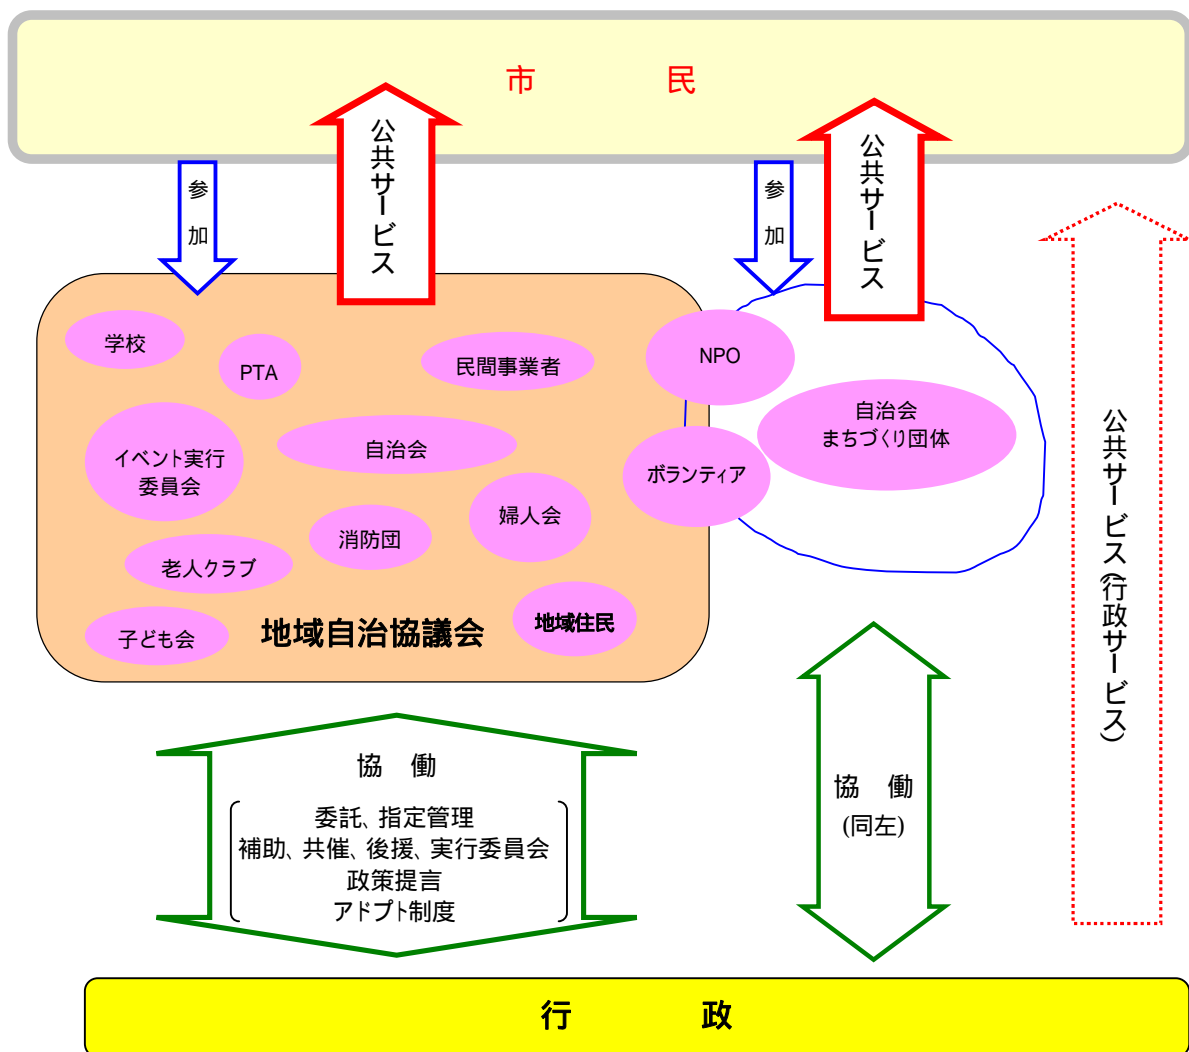 市　民
公共サービス
公共サービス
参加
参加
公共サービス(行政サービス)
学校
PTA
民間事業者
NPO
自治会
まちづくり団体
イベント実行
委員会
自治会
ボランティア
婦人会
消防団
老人クラブ
地域住民
子ども会
地域自治協議会
協　働
委託、指定管理
補助、共催、後援、実行委員会
政策提言
アドプト制度
協　働
(同左)
行　政